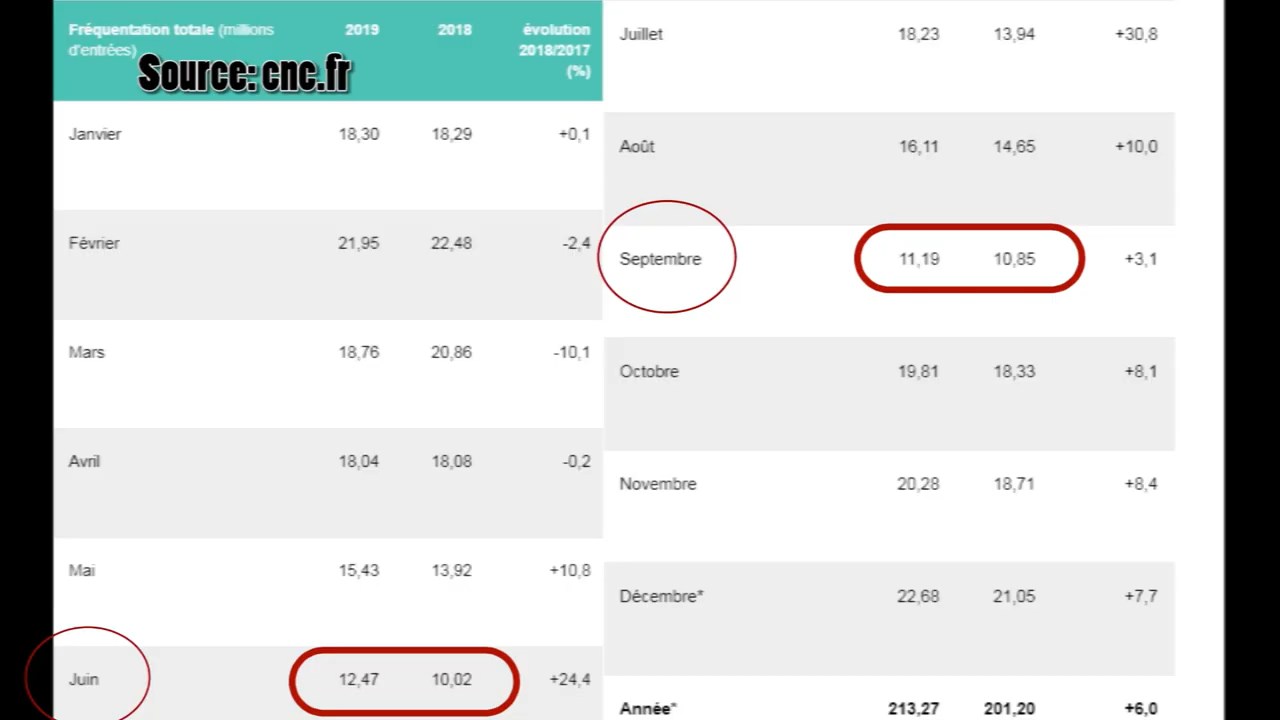 Fréquentation totale (millions d'entrées) 2019 2018 évolution 2018/2017 (%)
Source: cnc.fr
Janvier 18,30 18,29 +0,1
Février 21,95 22,48 -2,4
Mars 18,76 20,86 -10,1
Avril 18,04 18,08 -0,2
Mai 15,43 13,92 +10,8
Juin 12,47 10,02 +24,4
Juillet 18,23 13,94 +30,8
Août 16,11 14,65 +10,0
Septembre 11,19 10,85 +3,1
Octobre 19,81 18,33 +8,1
Novembre 20,28 18,71 +8,4
Décembre* 22,68 21,05 +7,7
Année* 213,27 201,20 +6,0